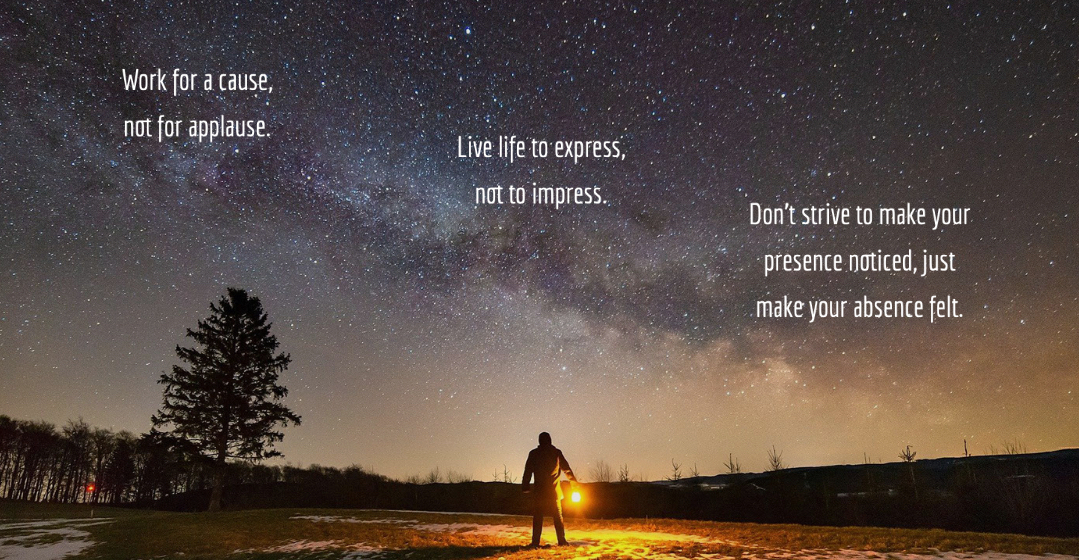 Work for a cause,
not for applause.
Live life to express,
not to impress.
Don't strive to make your
presence noticed, just
make your absence felt.